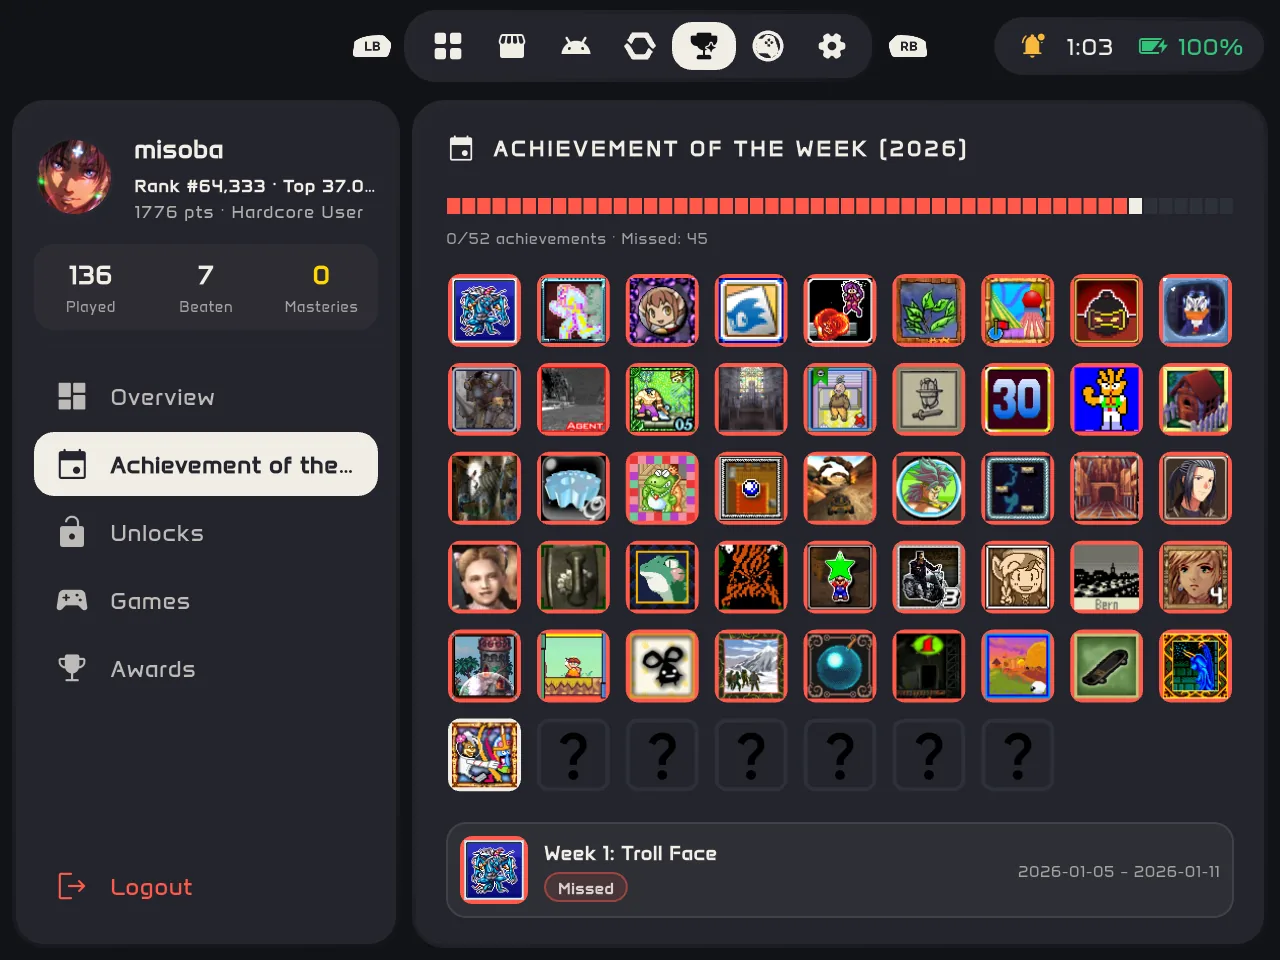 LB
RB
1:03
100%
misoba
Rank #64,333 · Top 37.0...
1776 pts · Hardcore User
136
7
0
Played
Beaten
Masteries
Overview
Achievement of the...
Unlocks
Games
Awards
Logout
ACHIEVEMENT OF THE WEEK (2026)
0/52 achievements · Missed: 45
AGENT
05
30
3
Bern
4
1
? ? ? ? ? ?
Week 1: Troll Face
Missed
2026-01-05 - 2026-01-11